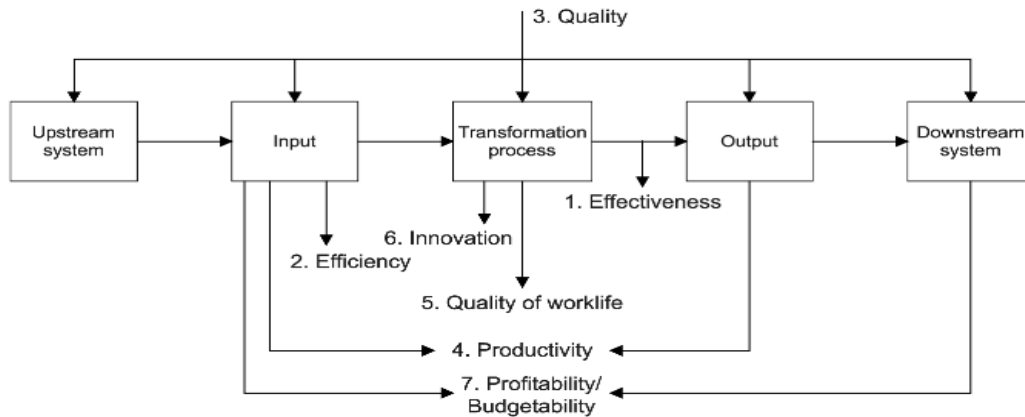 3. Quality
Upstream
system
Input
Transformation
process
Output
Downstream
system
1. Effectiveness
6. Innovation
2. Efficiency
5. Quality of worklife
4. Productivity
7. Profitability/
Budgetability